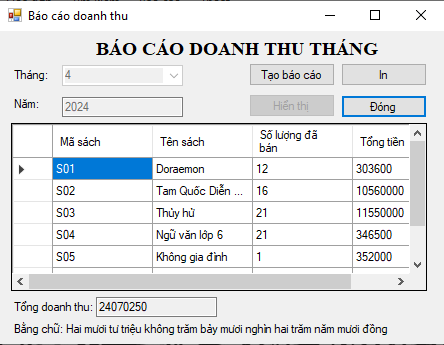 Báo cáo doanh thu
BÁO CÁO DOANH THU THÁNG
Tháng: 4 Tạo báo cáo In
Năm: 2024 Hiển thị Đóng
Mã sách Tên sách Số lượng đã bán Tổng tiền
S01 Doraemon 12 303600
S02 Tam Quốc Diễn ... 16 10560000
S03 Thủy hử 21 11550000
S04 Ngữ văn lớp 6 21 346500
S05 Không gia đình 1 352000
Tổng doanh thu: 24070250
Bằng chữ: Hai mươi tư triệu không trăm bảy mươi nghìn hai trăm năm mươi đồng